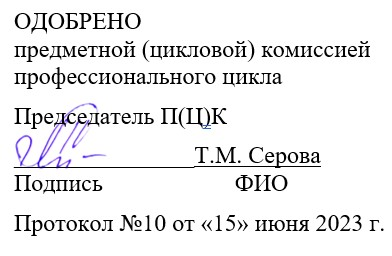 ОДОБРЕНО
предметной (цикловой) комиссией
профессионального цикла
Председатель П(Ц)К
Т.М. Серова
Подпись ФИО
Протокол №10 от «15» июня 2023 г.